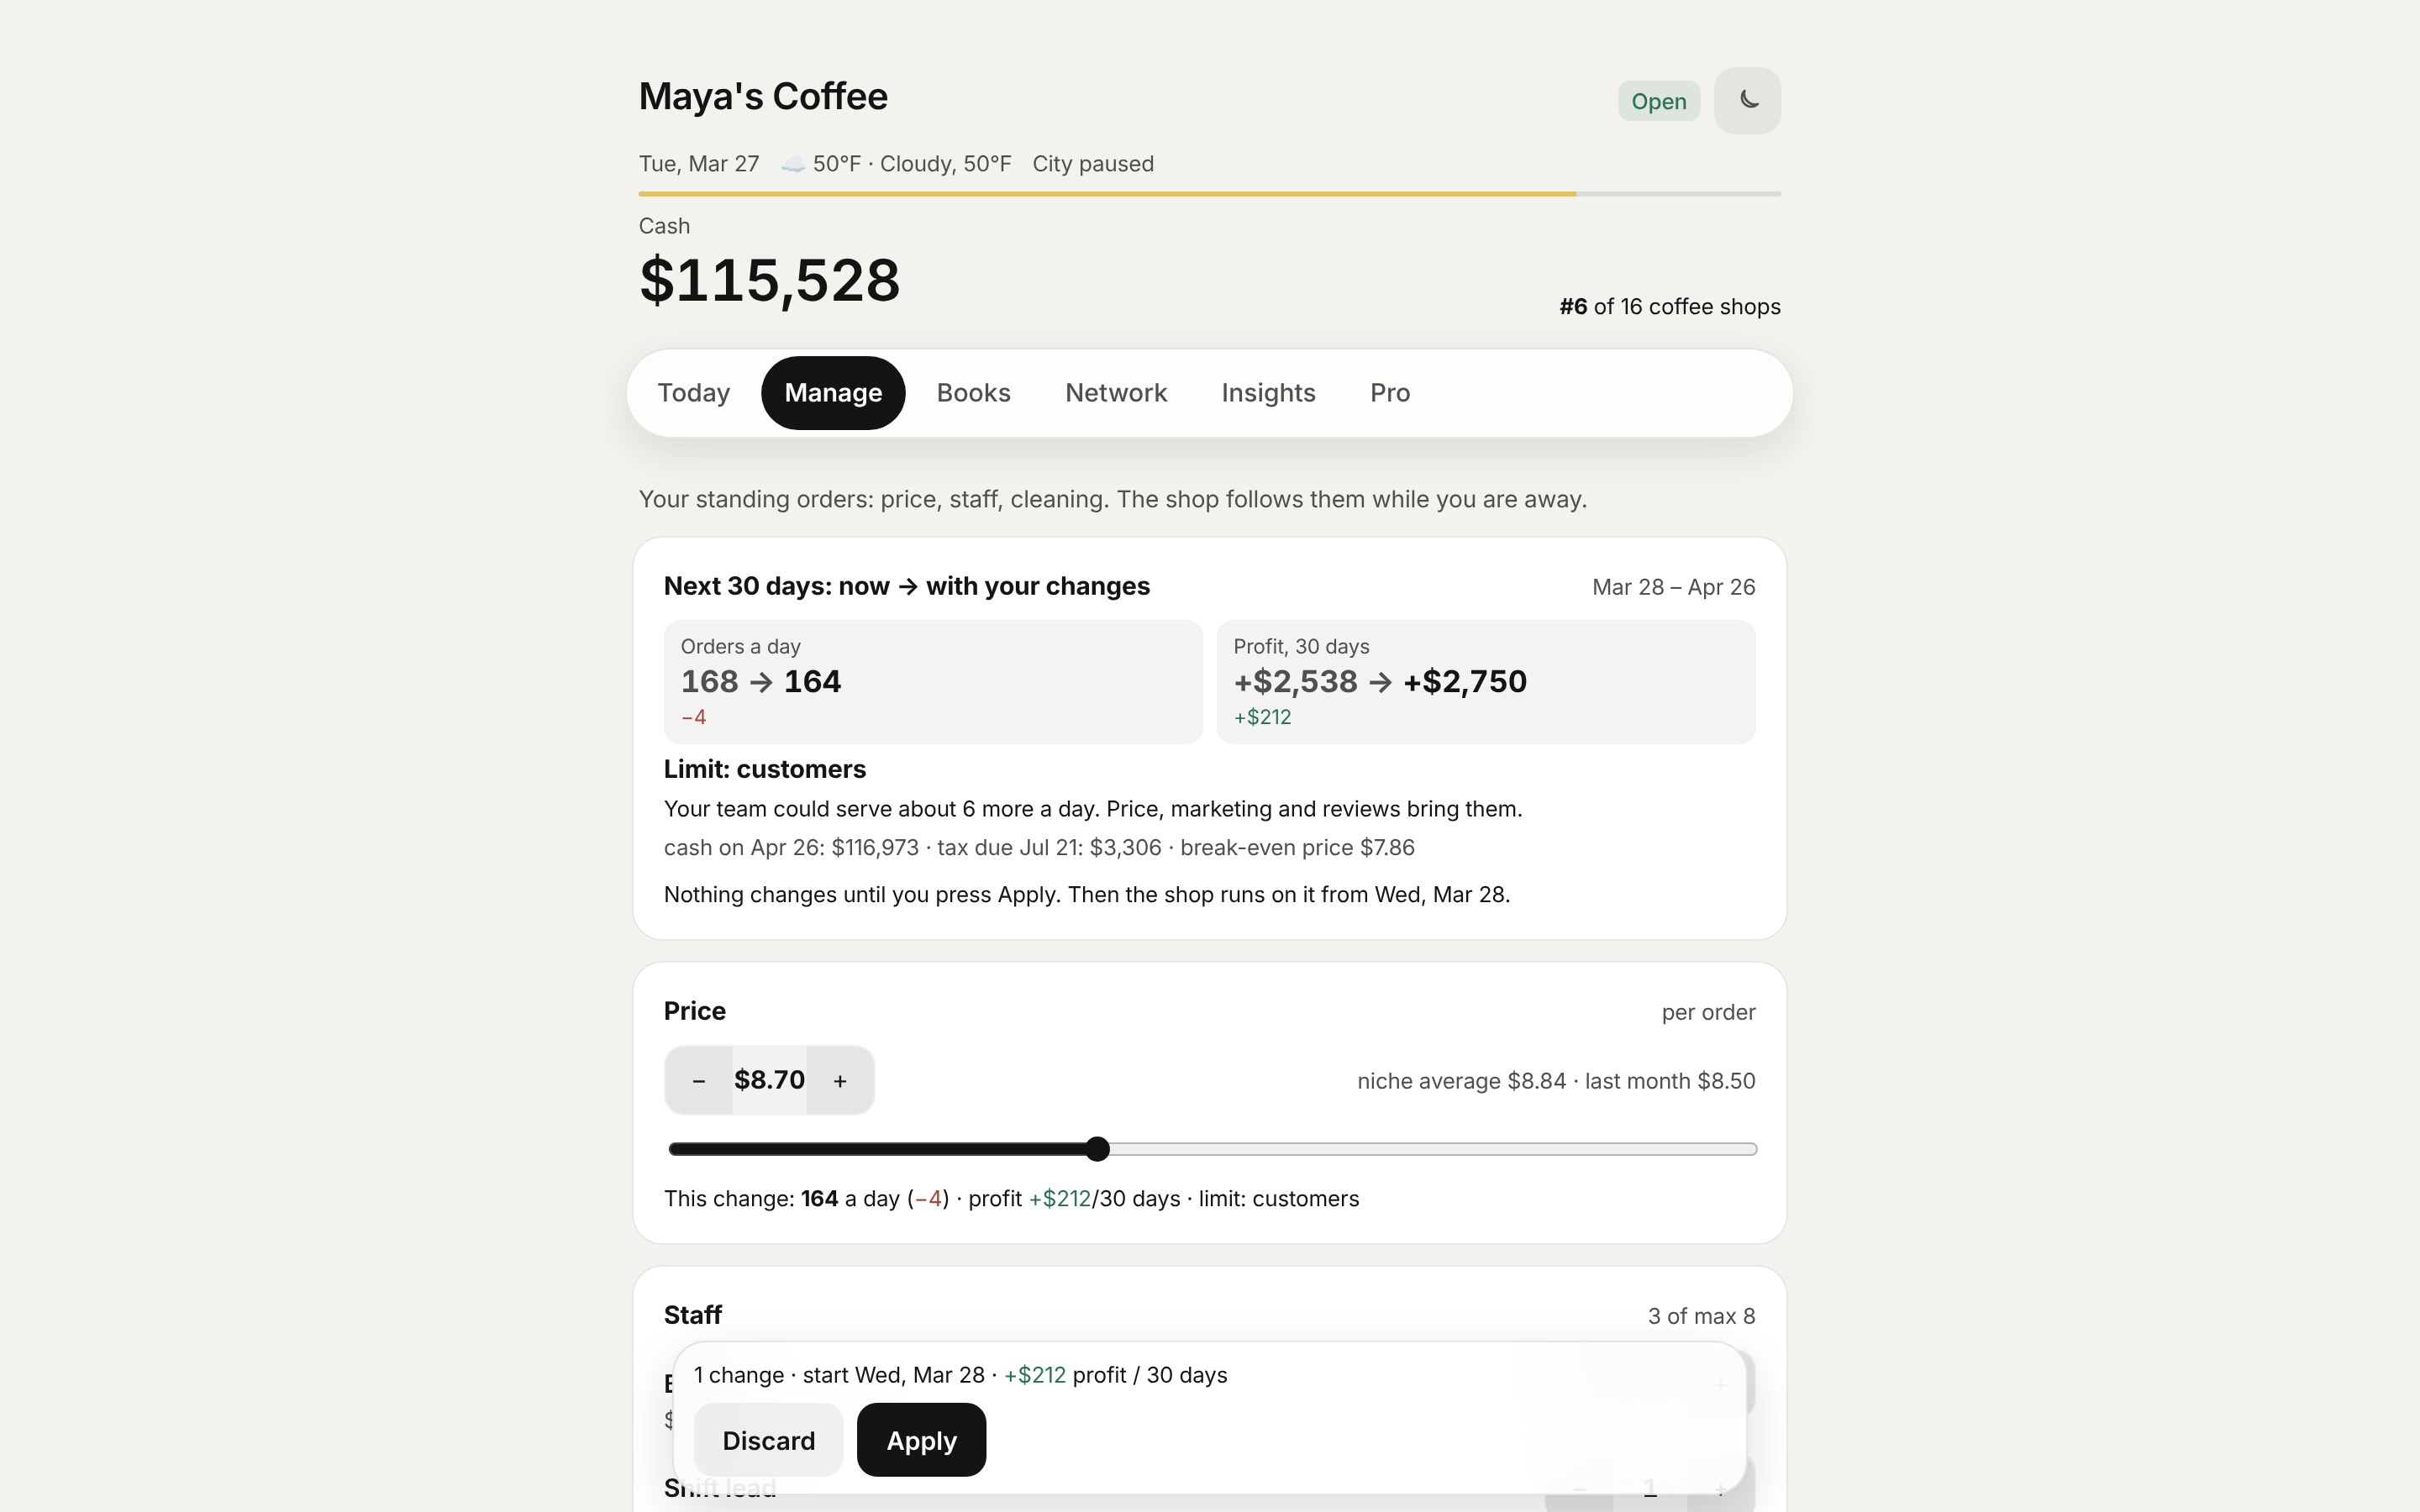 Maya's Coffee
Open
Tue, Mar 27 ☁️ 50°F · Cloudy, 50°F City paused
Cash
$115,528
#6 of 16 coffee shops
Today Manage Books Network Insights Pro
Your standing orders: price, staff, cleaning. The shop follows them while you are away.
Next 30 days: now → with your changes
Mar 28 – Apr 26
Orders a day
168 → 164
−4
Profit, 30 days
+$2,538 → +$2,750
+$212
Limit: customers
Your team could serve about 6 more a day. Price, marketing and reviews bring them.
cash on Apr 26: $116,973 · tax due Jul 21: $3,306 · break-even price $7.86
Nothing changes until you press Apply. Then the shop runs on it from Wed, Mar 28.
Price
per order
− $8.70 +
niche average $8.84 · last month $8.50
This change: 164 a day (−4) · profit +$212/30 days · limit: customers
Staff
3 of max 8
1 change · start Wed, Mar 28 · +$212 profit / 30 days
Discard Apply
Shift lead
− 1 +